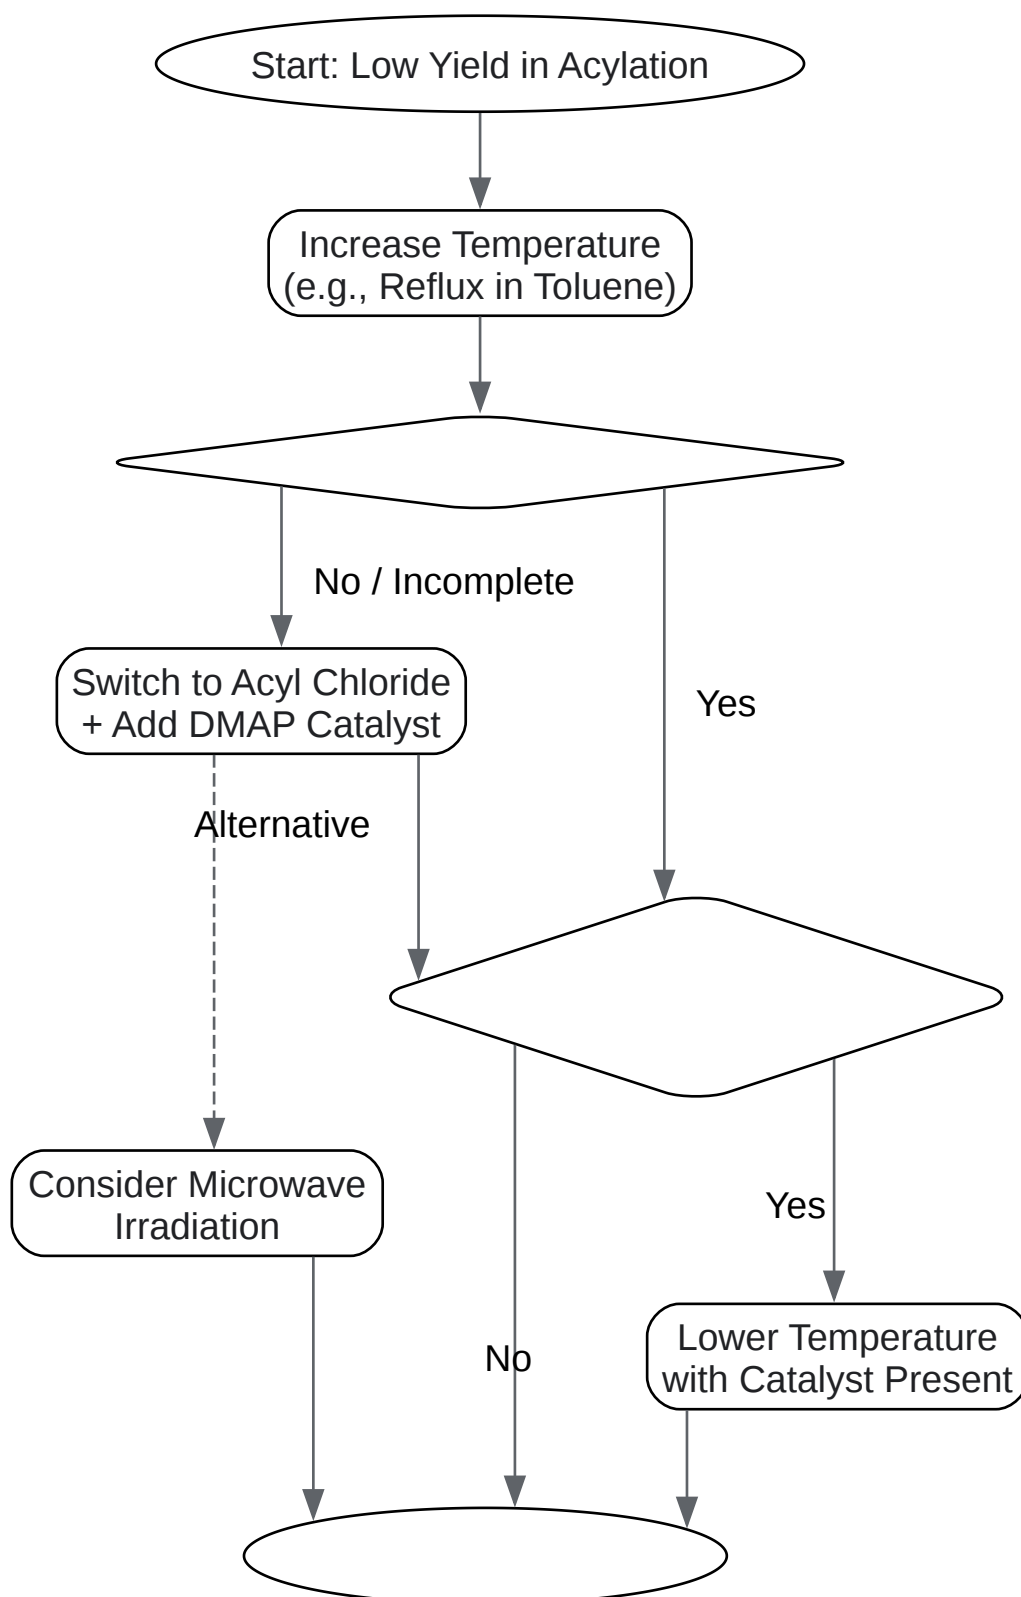 Start: Low Yield in Acylation
Increase Temperature
(e.g., Reflux in Toluene)
No / Incomplete
Switch to Acyl Chloride
+ Add DMAP Catalyst
Yes
Alternative
Consider Microwave
Irradiation
Yes
Lower Temperature
with Catalyst Present
No